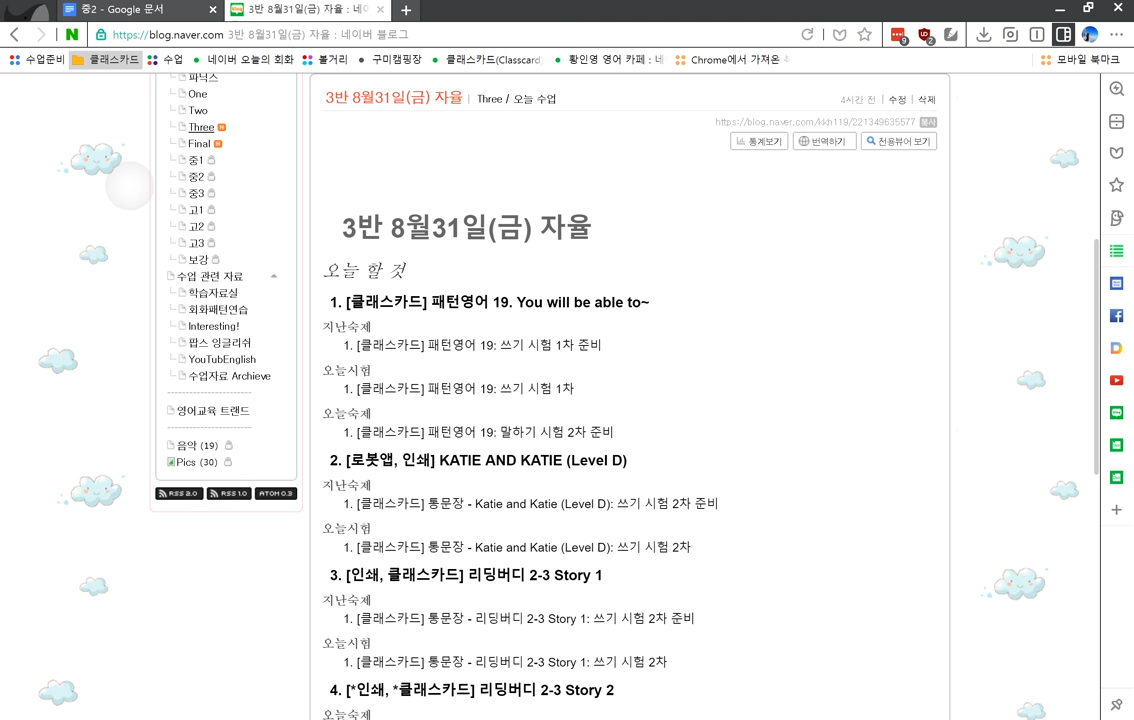 중2 - Google 문서
3반 8월31일(금) 자율 : 네이
https://blog.naver.com 3반 8월31일(금) 자율 : 네이버 블로그
9
2
수업준비
클래스카드
수업
네이버 오늘의 회화
볼거리
구미캠핑장
클래스카드(Classcard)
황인영 영어 카페 : 네
Chrome에서 가져온
모바일 북마크
파닉스
One
Two
Three N
Final N
중1
중2
중3
고1
고2
고3
보강
수업 관련 자료
학습자료실
회화패턴연습
Interesting!
팝스 잉글리쉬
YouTubEnglish
수업자료 Archieve
영어교육 트랜드
음악 (19)
Pics (30)
RSS 2.0
RSS 1.0
ATOM 0.3
3반 8월31일(금) 자율 | Three / 오늘 수업
4시간 전 | 수정 | 삭제
https://blog.naver.com/kkh119/221349635577 복사
통계보기
번역하기
전용뷰어 보기
3반 8월31일(금) 자율
오늘 할 것
1. [클래스카드] 패턴영어 19. You will be able to~
지난숙제
1. [클래스카드] 패턴영어 19: 쓰기 시험 1차 준비
오늘시험
1. [클래스카드] 패턴영어 19: 쓰기 시험 1차
오늘숙제
1. [클래스카드] 패턴영어 19: 말하기 시험 2차 준비
2. [로봇앱, 인쇄] KATIE AND KATIE (Level D)
지난숙제
1. [클래스카드] 통문장 - Katie and Katie (Level D): 쓰기 시험 2차 준비
오늘시험
1. [클래스카드] 통문장 - Katie and Katie (Level D): 쓰기 시험 2차
3. [인쇄, 클래스카드] 리딩버디 2-3 Story 1
지난숙제
1. [클래스카드] 통문장 - 리딩버디 2-3 Story 1: 쓰기 시험 2차 준비
오늘시험
1. [클래스카드] 통문장 - 리딩버디 2-3 Story 1: 쓰기 시험 2차
4. [*인쇄, *클래스카드] 리딩버디 2-3 Story 2
오늘숙제